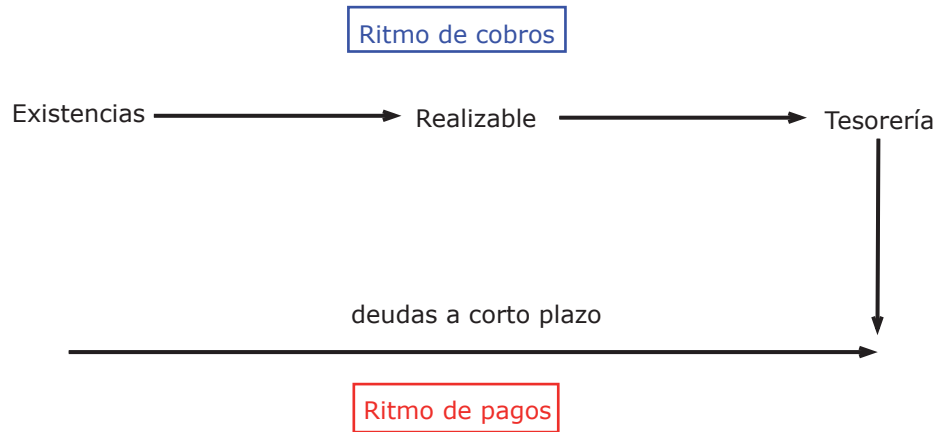 Ritmo de cobros
Existencias
Realizable
Tesorería
deudas a corto plazo
Ritmo de pagos